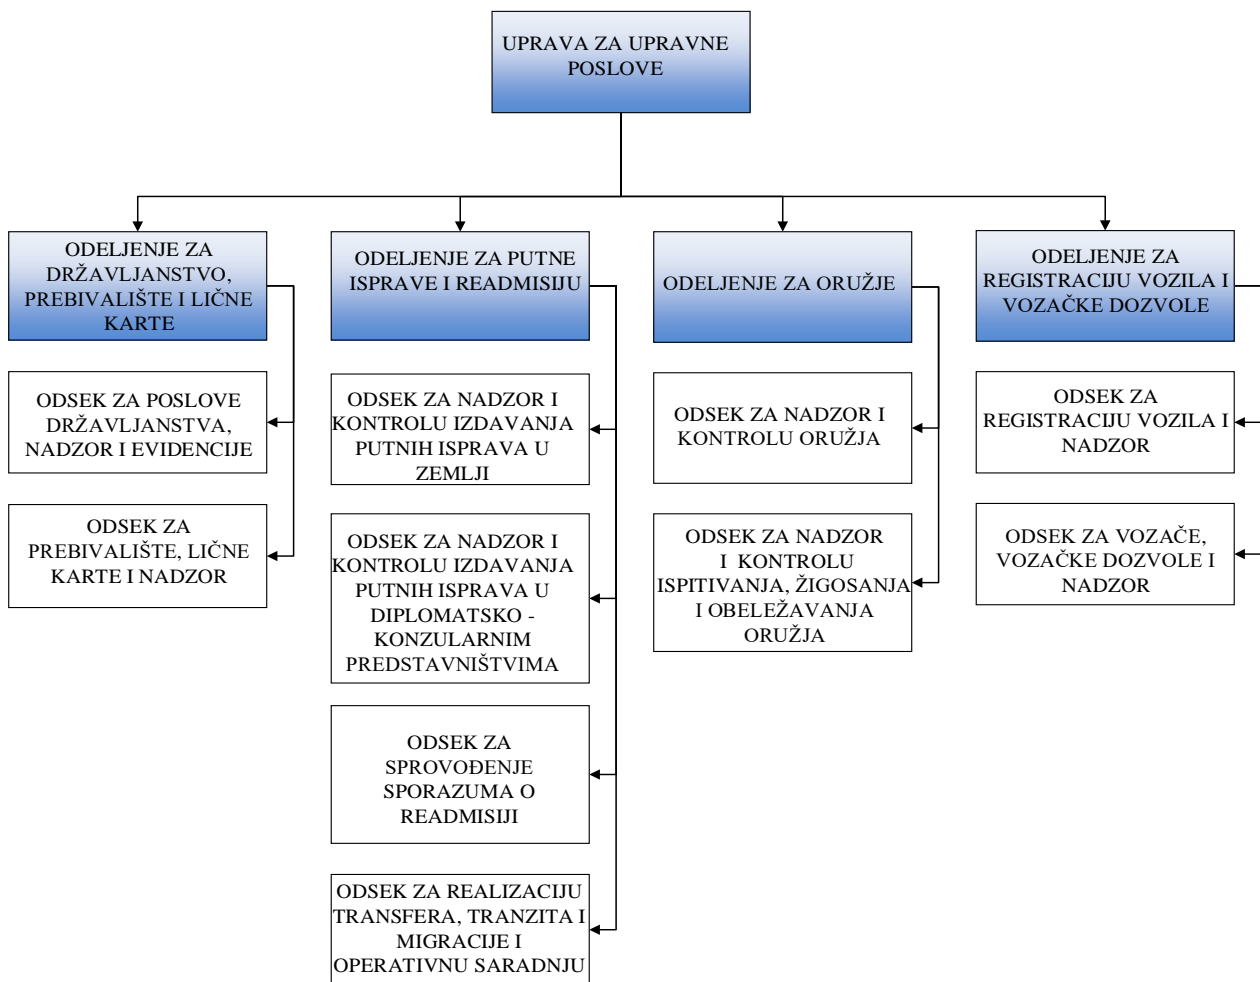 UPRAVA ZA UPRAVNE
POSLOVE
ODELJENJE ZA
DRŽAVLJANSTVO,
PREBIVALIŠTE I LIČNE
KARTE
ODSEK ZA POSLOVE
DRŽAVLJANSTVA,
NADZOR I EVIDENCIJE
ODSEK ZA
PREBIVALIŠTE, LIČNE
KARTE I NADZOR
ODELJENJE ZA PUTNE
ISPRAVE I READMISIJU
ODSEK ZA NADZOR I
KONTROLU IZDAVANJA
PUTNIH ISPRAVA U
ZEMLJI
ODSEK ZA NADZOR I
KONTROLU IZDAVANJA
PUTNIH ISPRAVA U
DIPLOMATSKO -
KONZULARNIM
PREDSTAVNIŠTVIMA
ODSEK ZA
SPROVOĐENJE
SPORAZUMA O
READMISIJI
ODSEK ZA REALIZACIJU
TRANSFERA, TRANZITA I
MIGRACIJE I
OPERATIVNU SARADNJU
ODELJENJE ZA ORUŽJE
ODSEK ZA NADZOR I
KONTROLU ORUŽJA
ODSEK ZA NADZOR
I KONTROLU
ISPITIVANJA, ŽIGOSANJA
I OBELEŽAVANJA
ORUŽJA
ODELJENJE ZA
REGISTRACIJU VOZILA I
VOZAČKE DOZVOLE
ODSEK ZA
REGISTRACIJU VOZILA I
NADZOR
ODSEK ZA VOZAČE,
VOZAČKE DOZVOLE I
NADZOR